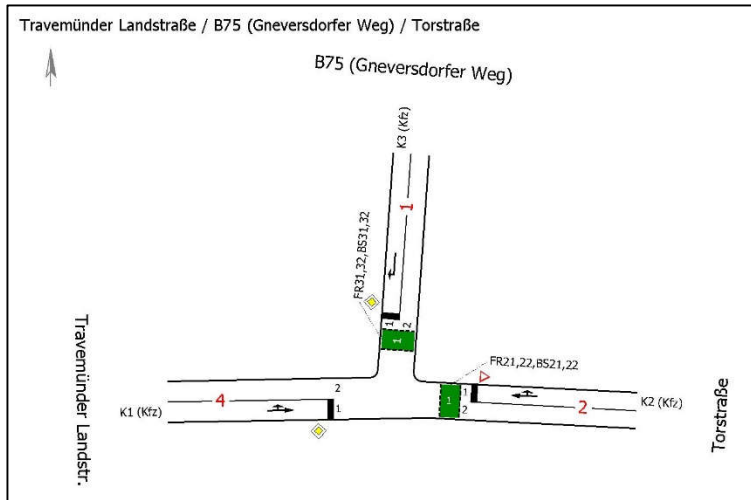 Travemünder Landstraße / B75 (Gneversdorfer Weg) / Torstraße
B75 (Gneversdorfer Weg)
K3 (Kfz)
1
FR31,32,BS31,32
1
2
1
FR21,22,BS21,22
Travemünder
Landstr.
K1 (Kfz)
4
2
1
1
1
2
2
K2 (Kfz)
Torstraße